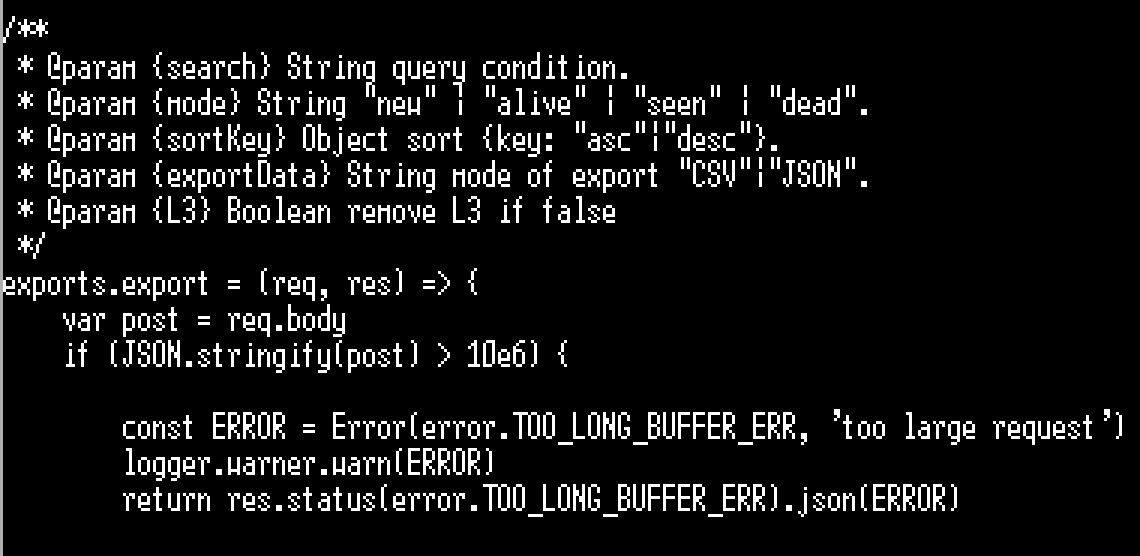 /**
 * @param {search} String query condition.
 * @param {mode} String "new" | "alive" | "seen" | "dead".
 * @param {sortKey} Object sort {key: "asc"|"desc"}.
 * @param {exportData} String mode of export "CSV"|"JSON".
 * @param {L3} Boolean remove L3 if false
 */
exports.export = (req, res) => {
    var post = req.body
    if (JSON.stringify(post) > 10e6) {
        const ERROR = Error(error.TOO_LONG_BUFFER_ERR, 'too large request')
        logger.warner.warn(ERROR)
        return res.status(error.TOO_LONG_BUFFER_ERR).json(ERROR)